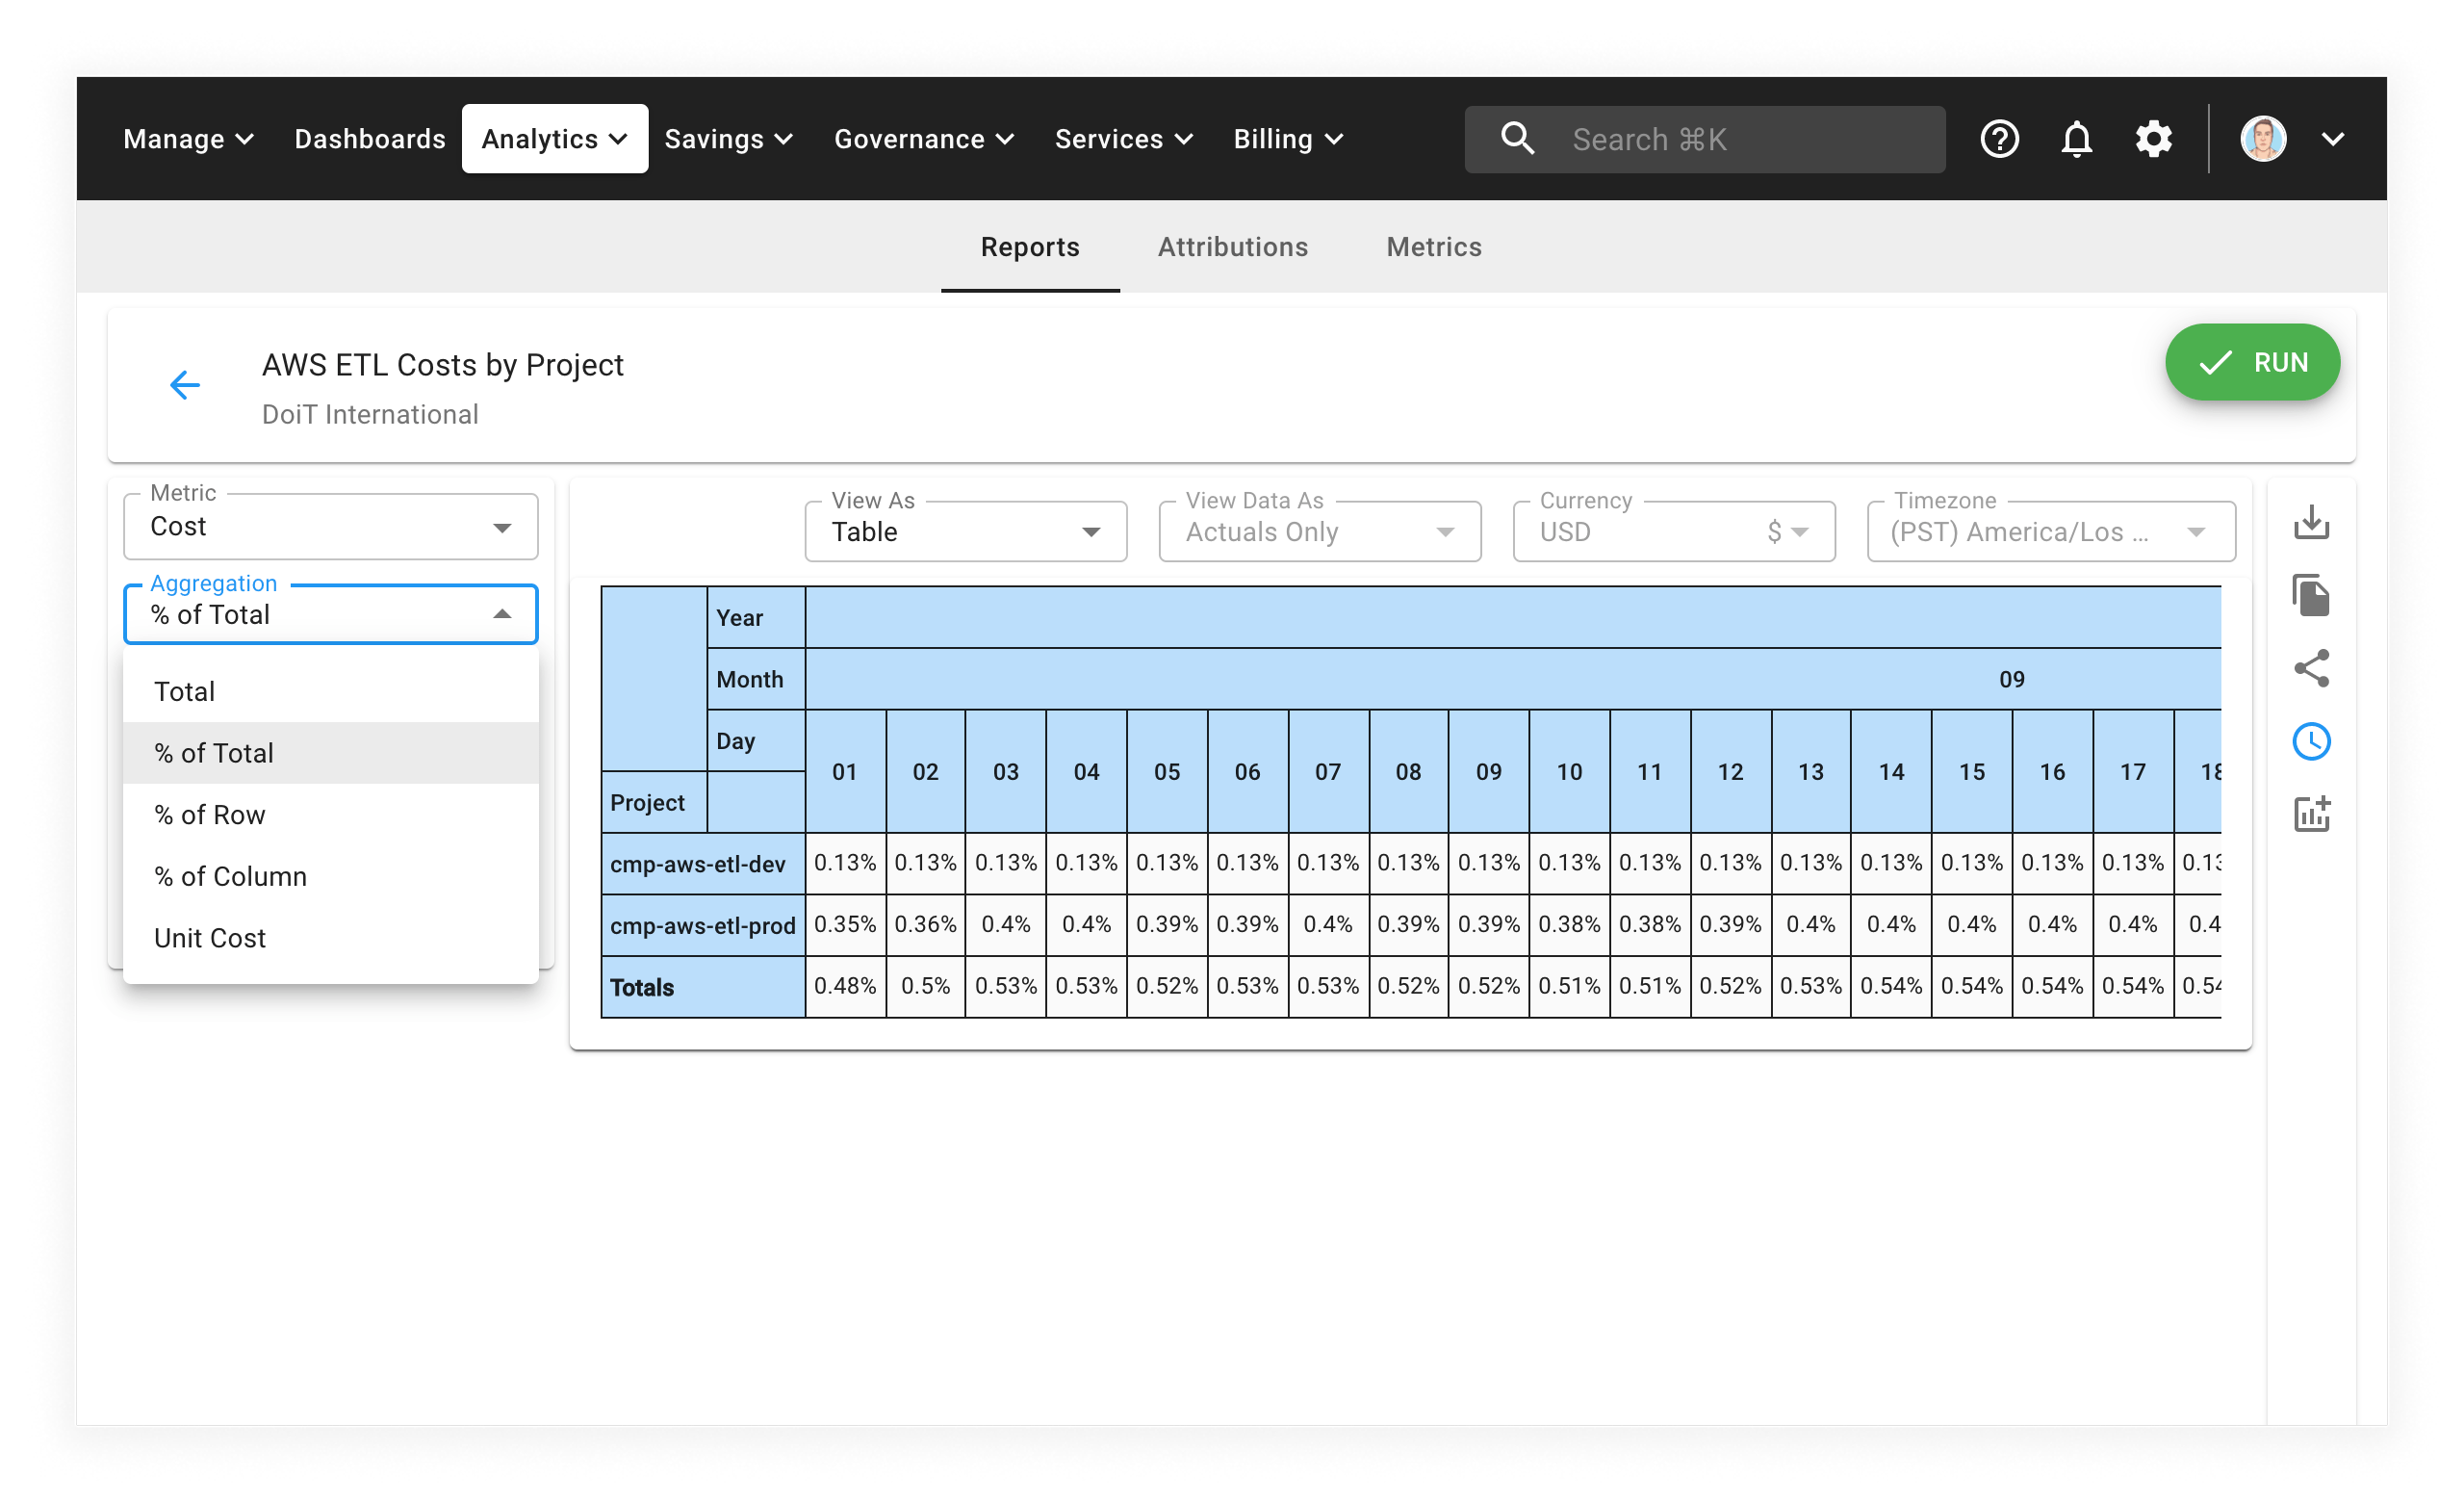 Manage Dashboards Analytics Savings Governance Services Billing Search ⌘K
Reports Attributions Metrics
AWS ETL Costs by Project
DoiT International
RUN
Metric
Cost
Aggregation
% of Total
Total
% of Total
% of Row
% of Column
Unit Cost
View As
Table
View Data As
Actuals Only
Currency
USD $
Timezone
(PST) America/Los ...
Year
Month 09
Day
01 02 03 04 05 06 07 08 09 10 11 12 13 14 15 16 17 18
Project
cmp-aws-etl-dev 0.13% 0.13% 0.13% 0.13% 0.13% 0.13% 0.13% 0.13% 0.13% 0.13% 0.13% 0.13% 0.13% 0.13% 0.13% 0.13% 0.13% 0.13
cmp-aws-etl-prod 0.35% 0.36% 0.4% 0.4% 0.39% 0.39% 0.4% 0.39% 0.39% 0.38% 0.38% 0.39% 0.4% 0.4% 0.4% 0.4% 0.4% 0.4
Totals 0.48% 0.5% 0.53% 0.53% 0.52% 0.53% 0.53% 0.52% 0.52% 0.51% 0.51% 0.52% 0.53% 0.54% 0.54% 0.54% 0.54% 0.54